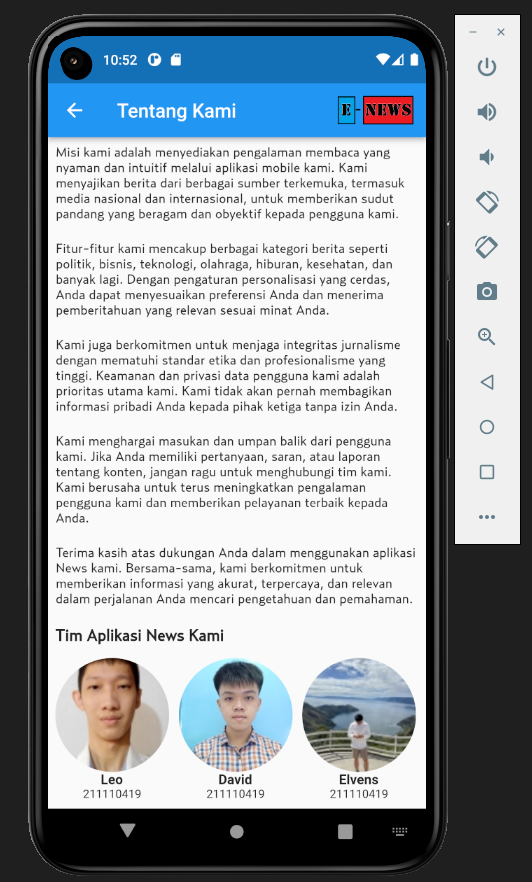 10:52
Tentang Kami
E-NEWS
Misi kami adalah menyediakan pengalaman membaca yang
nyaman dan intuitif melalui aplikasi mobile kami. Kami
menyajikan berita dari berbagai sumber terkemuka, termasuk
media nasional dan internasional, untuk memberikan sudut
pandang yang beragam dan obyektif kepada pengguna kami.
Fitur-fitur kami mencakup berbagai kategori berita seperti
politik, bisnis, teknologi, olahraga, hiburan, kesehatan, dan
banyak lagi. Dengan pengaturan personalisasi yang cerdas,
Anda dapat menyesuaikan preferensi Anda dan menerima
pemberitahuan yang relevan sesuai minat Anda.
Kami juga berkomitmen untuk menjaga integritas jurnalisme
dengan mematuhi standar etika dan profesionalisme yang
tinggi. Keamanan dan privasi data pengguna kami adalah
prioritas utama kami. Kami tidak akan pernah membagikan
informasi pribadi Anda kepada pihak ketiga tanpa izin Anda.
Kami menghargai masukan dan umpan balik dari pengguna
kami. Jika Anda memiliki pertanyaan, saran, atau laporan
tentang konten, jangan ragu untuk menghubungi tim kami.
Kami berusaha untuk terus meningkatkan pengalaman
pengguna kami dan memberikan pelayanan terbaik kepada
Anda.
Terima kasih atas dukungan Anda dalam menggunakan aplikasi
News kami. Bersama-sama, kami berkomitmen untuk
memberikan informasi yang akurat, terpercaya, dan relevan
dalam perjalanan Anda mencari pengetahuan dan pemahaman.
Tim Aplikasi News Kami
Leo David Elvens
211110419 211110419 211110419